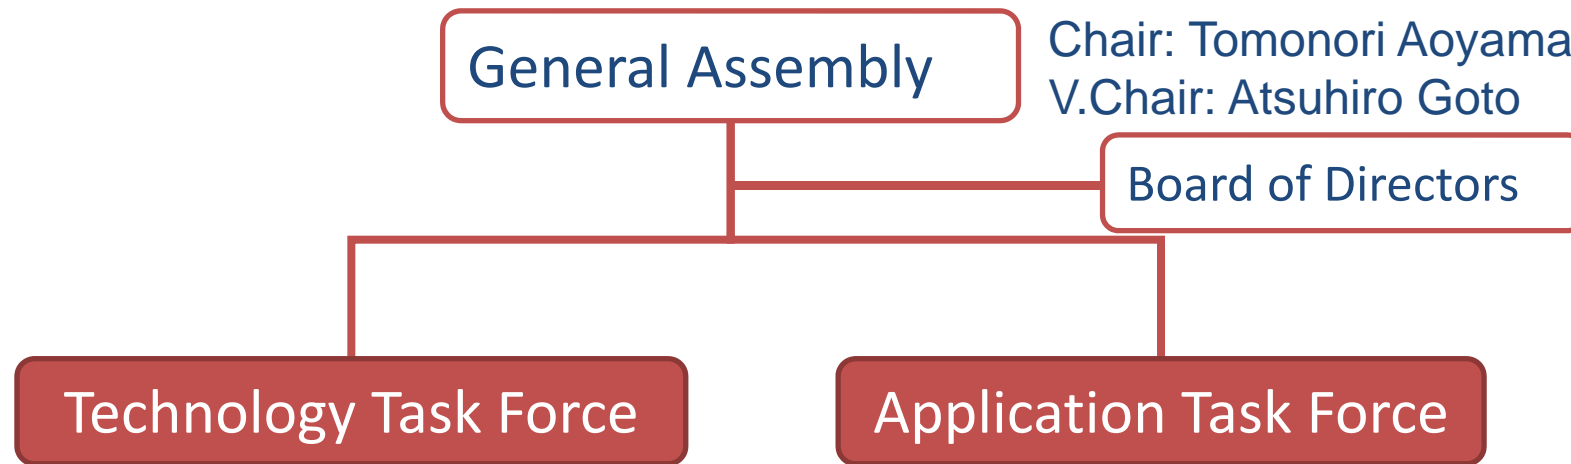 General Assembly
Chair: Tomonori Aoyama
V.Chair: Atsuhiro Goto
Board of Directors
Technology Task Force
Application Task Force